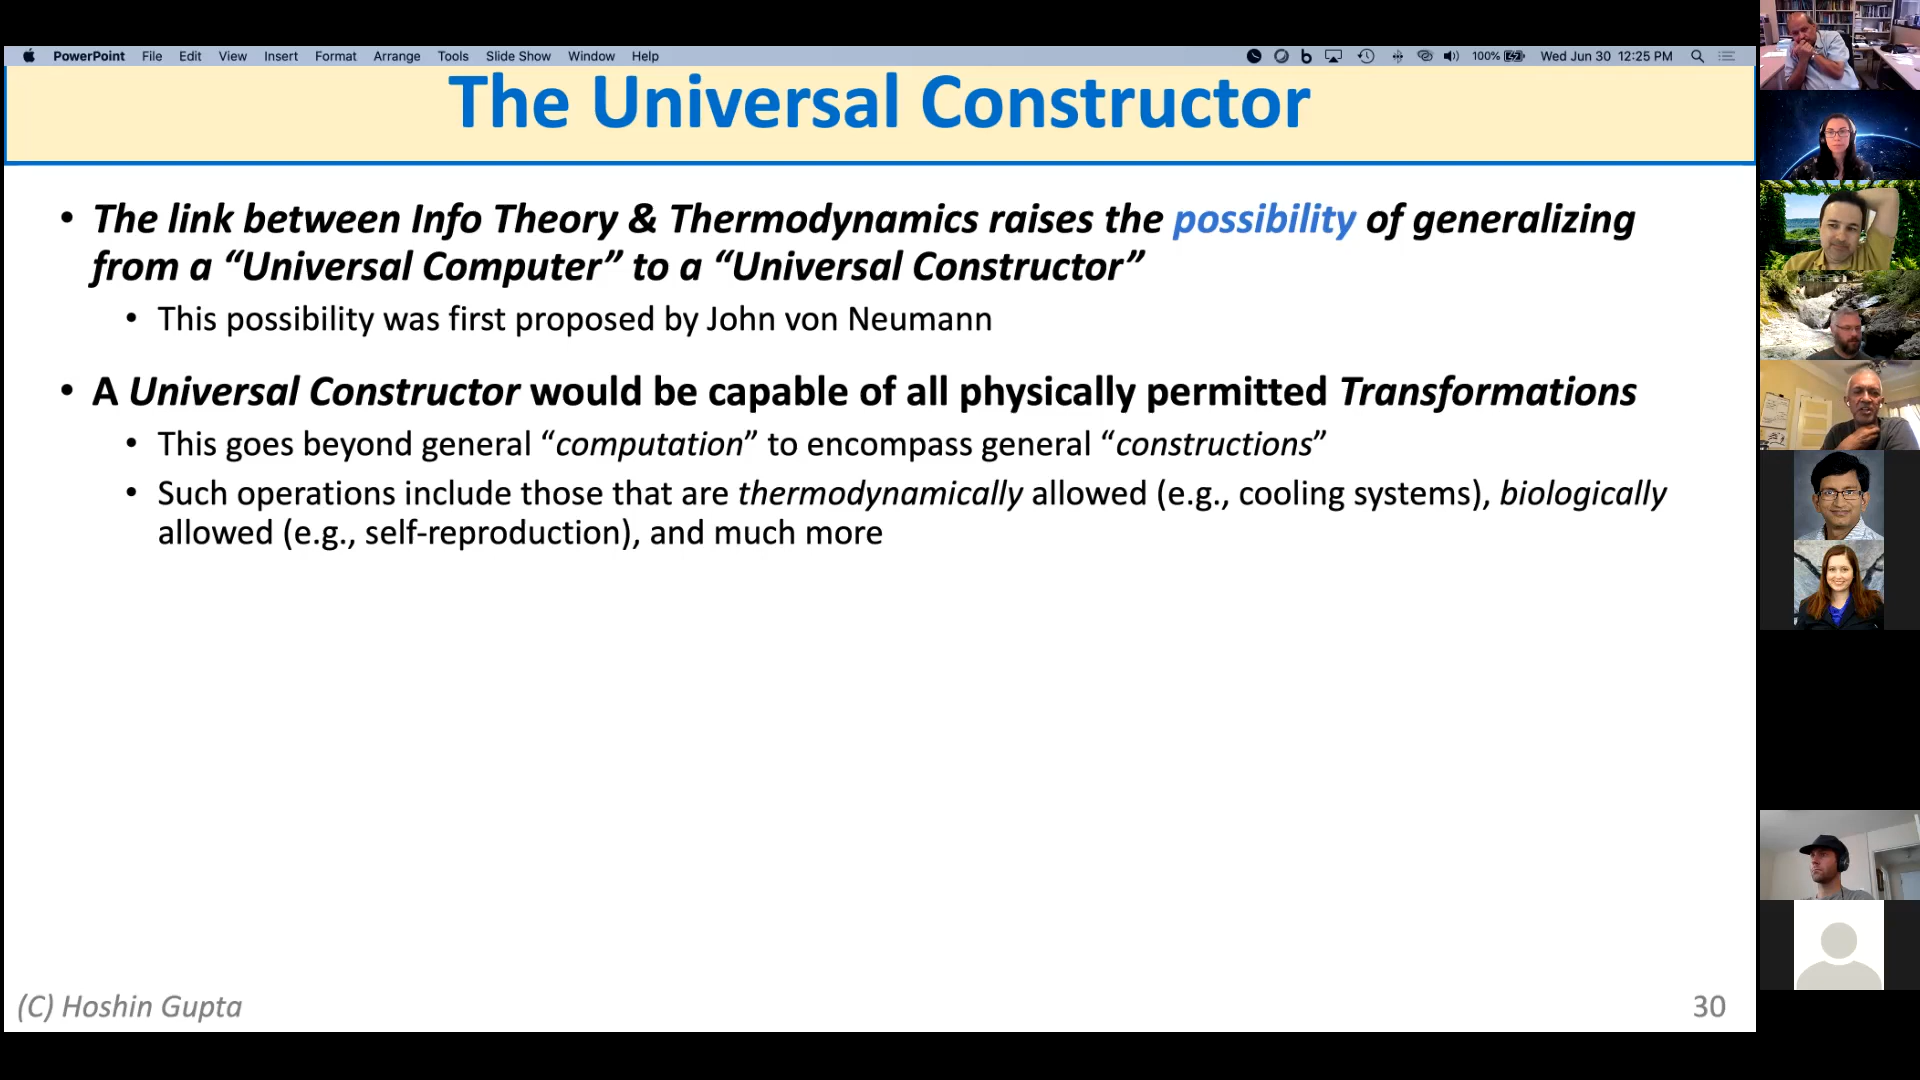 PowerPoint File Edit View Insert Format Arrange Tools Slide Show Window Help 100% Wed Jun 30 12:25 PM
The Universal Constructor
• The link between Info Theory & Thermodynamics raises the possibility of generalizing
from a “Universal Computer” to a “Universal Constructor”
• This possibility was first proposed by John von Neumann
• A Universal Constructor would be capable of all physically permitted Transformations
• This goes beyond general “computation” to encompass general “constructions”
• Such operations include those that are thermodynamically allowed (e.g., cooling systems), biologically
allowed (e.g., self-reproduction), and much more
(C) Hoshin Gupta
30